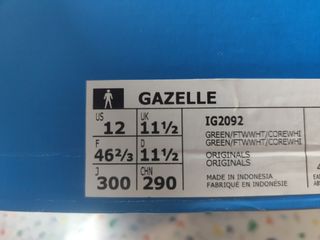 GAZELLE
US UK
12 11½ IG2092
GREEN/FTWWHT/COREWHI
F D GREEN/FTWWHT/COREWHI
46⅔ 11½ ORIGINALS
ORIGINALS
J CHN
300 290 MADE IN INDONESIA
FABRIQUÉ EN INDONESIE